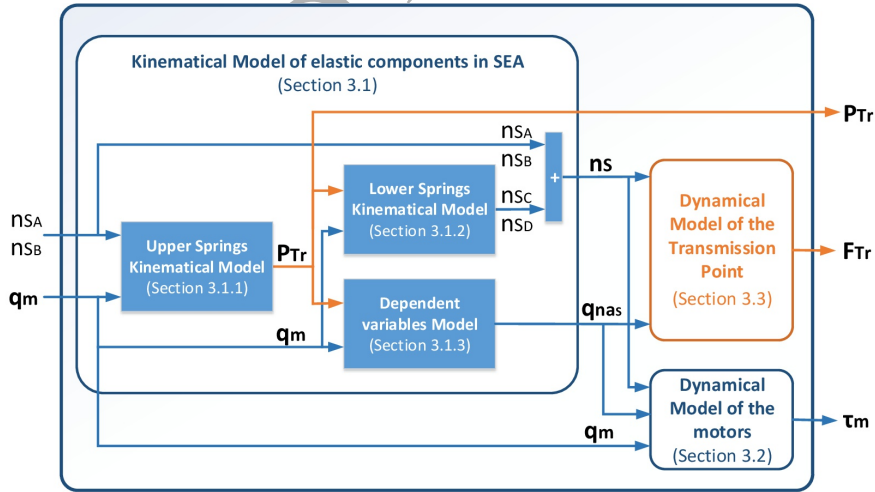 Kinematical Model of elastic components in SEA
(Section 3.1)
PTr
nSA
nSB
nS
nSC
nSD
+
Lower Springs
Kinematical Model
(Section 3.1.2)
Dynamical
Model of the
Transmission
Point
(Section 3.3)
FTr
nSA
nSB
qm
Upper Springs
Kinematical Model
(Section 3.1.1)
PTr
qm
Dependent
variables Model
(Section 3.1.3)
qnas
Dynamical
Model of the
motors
(Section 3.2)
qm
τm